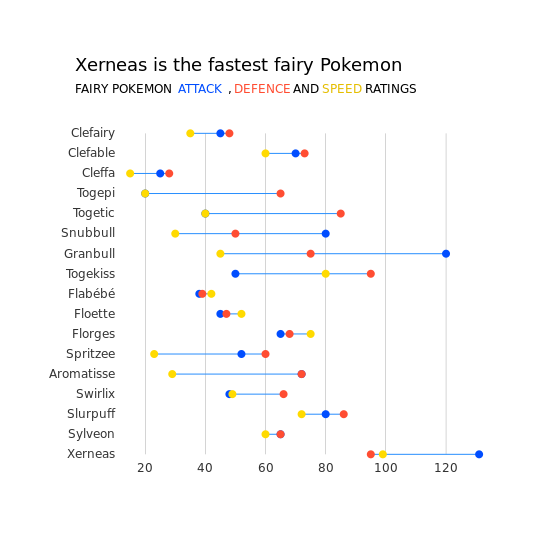 Xerneas is the fastest fairy Pokemon
FAIRY POKEMON ATTACK , DEFENCE AND SPEED RATINGS
Clefairy
Clefable
Cleffa
Togepi
Togetic
Snubbull
Granbull
Togekiss
Flabébé
Floette
Florges
Spritzee
Aromatisse
Swirlix
Slurpuff
Sylveon
Xerneas
20 40 60 80 100 120